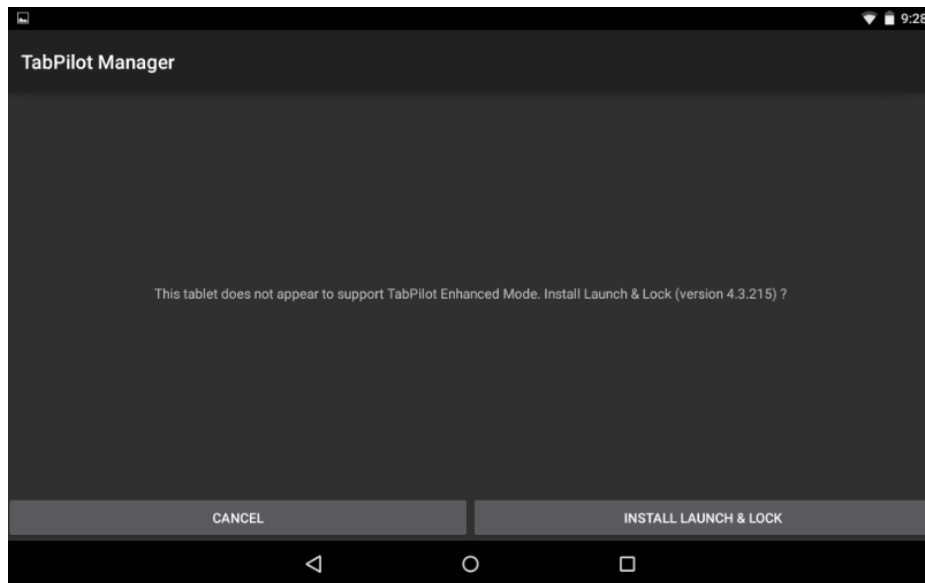 9:28
TabPilot Manager
This tablet does not appear to support TabPilot Enhanced Mode. Install Launch & Lock (version 4.3.215) ?
CANCEL
INSTALL LAUNCH & LOCK